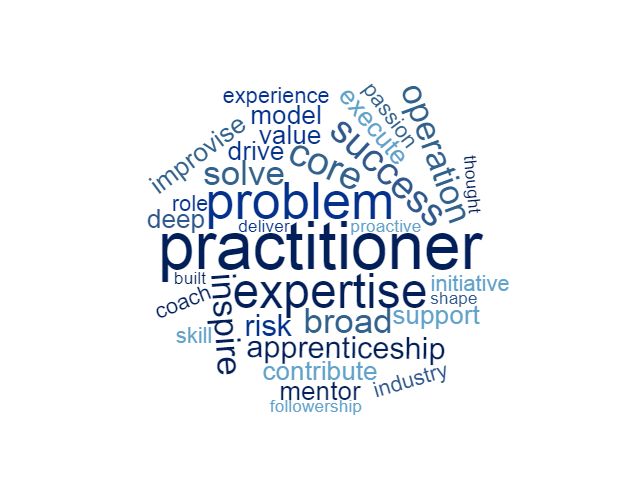 experience
passion
operation
execute
model
value
improvise
success
drive
core
thought
solve
role
problem
deep
deliver
proactive
practitioner
built
initiative
inspire
expertise
coach
shape
skill
risk
broad
support
apprenticeship
contribute
industry
mentor
followership